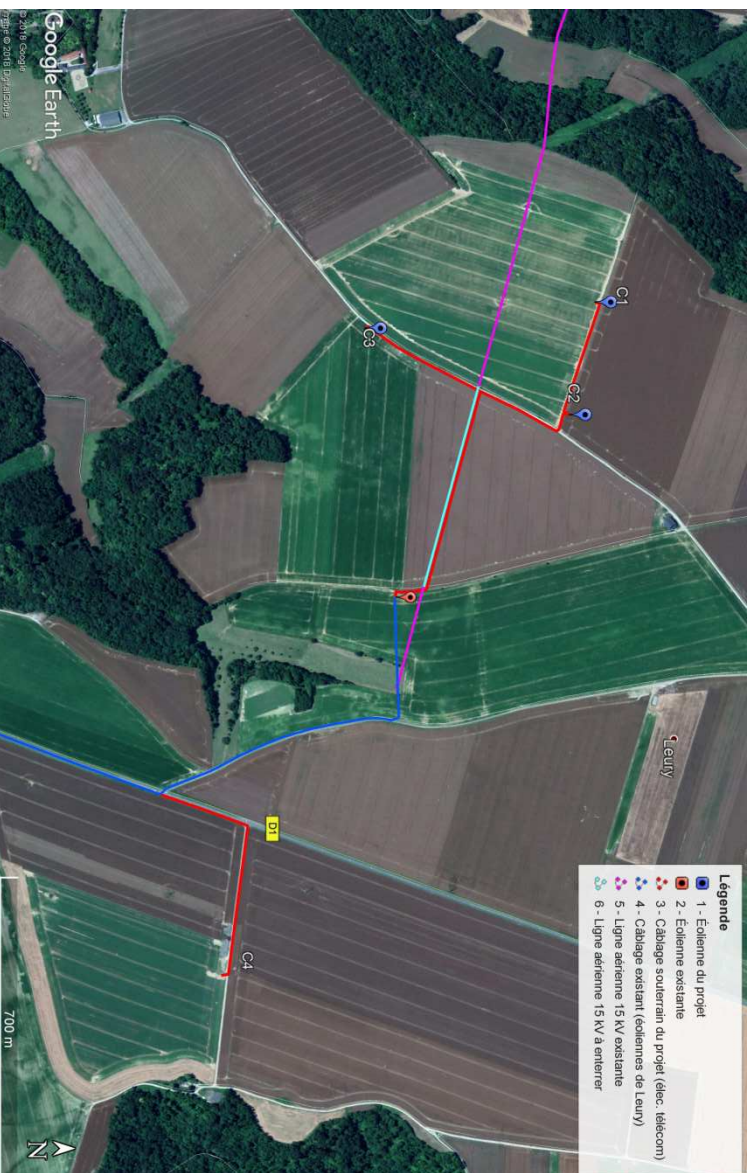 Légende
1 - Éolienne du projet
2 - Éolienne existante
3 - Câblage souterrain du projet (élec. télécom)
4 - Câblage existant (éoliennes de Leury)
5 - Ligne aérienne 15 kV existante
6 - Ligne aérienne 15 kV à enterrer
C1
C2
C3
Leury
D1
C4
Google Earth
© 2018 Google
© 2018 DigitalGlobe
700 m
N